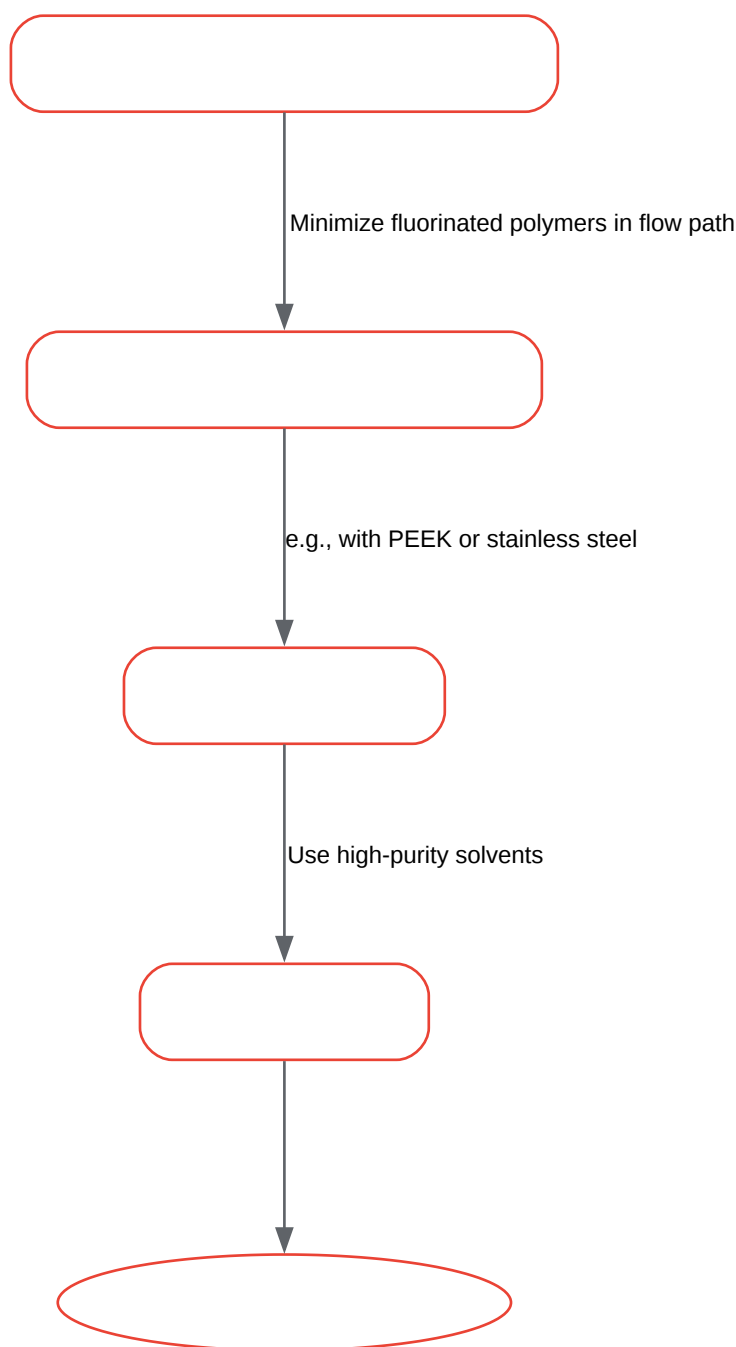 Minimize fluorinated polymers in flow path
e.g., with PEEK or stainless steel
Use high-purity solvents